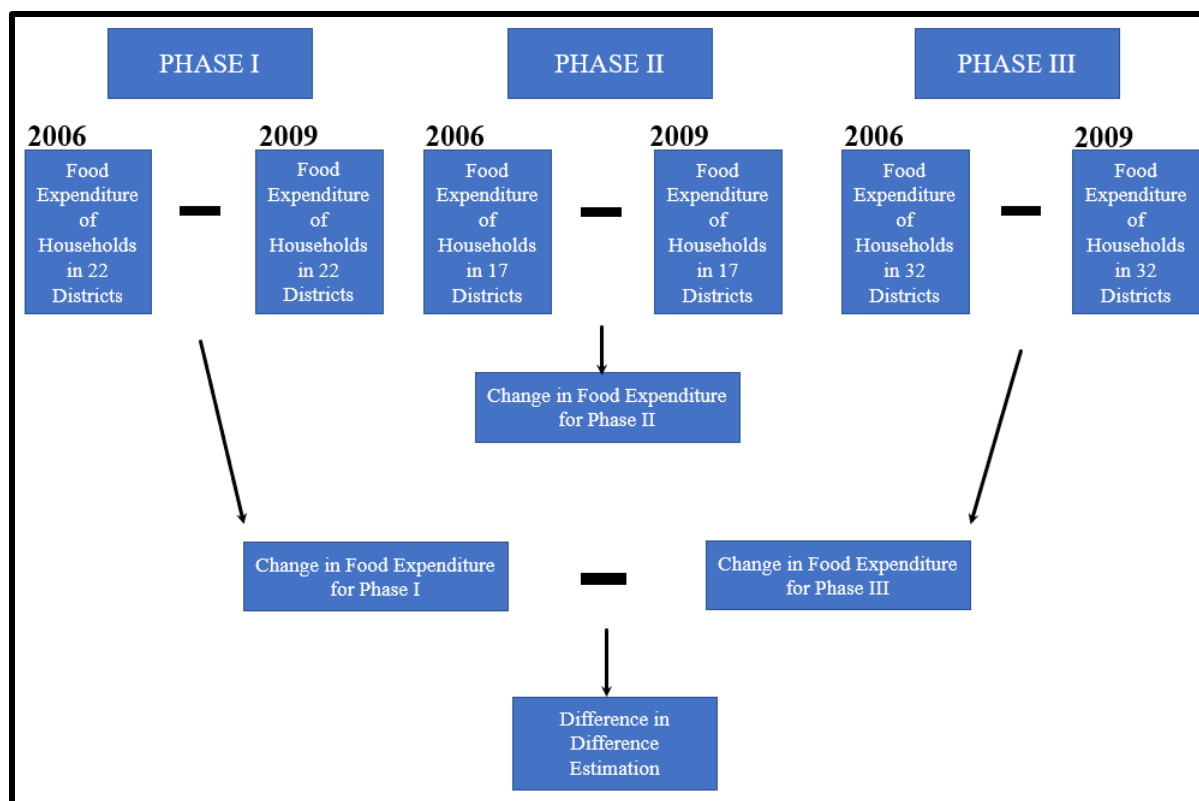 PHASE I
PHASE II
PHASE III
2006
2009
2006
2009
2006
2009
Food
Expenditure
of
Households
in 22
Districts
Food
Expenditure
of
Households
in 22
Districts
Food
Expenditure
of
Households
in 17
Districts
Food
Expenditure
of
Households
in 17
Districts
Food
Expenditure
of
Households
in 32
Districts
Food
Expenditure
of
Households
in 32
Districts
Change in Food Expenditure
for Phase II
Change in Food Expenditure
for Phase I
Change in Food Expenditure
for Phase III
Difference in
Difference
Estimation